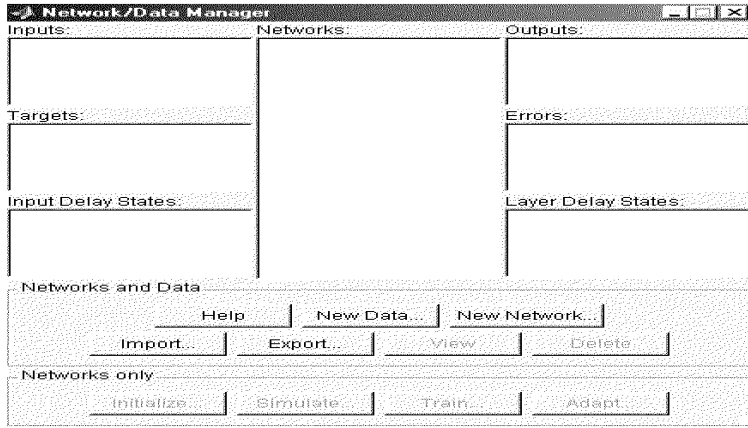 Network/Data Manager
Inputs: Networks: Outputs:
Targets: Errors:
Input Delay States: Layer Delay States:
Networks and Data
Help New Data... New Network...
Import... Export... View Delete
Networks only
Initialize... Simulate... Train... Adapt...